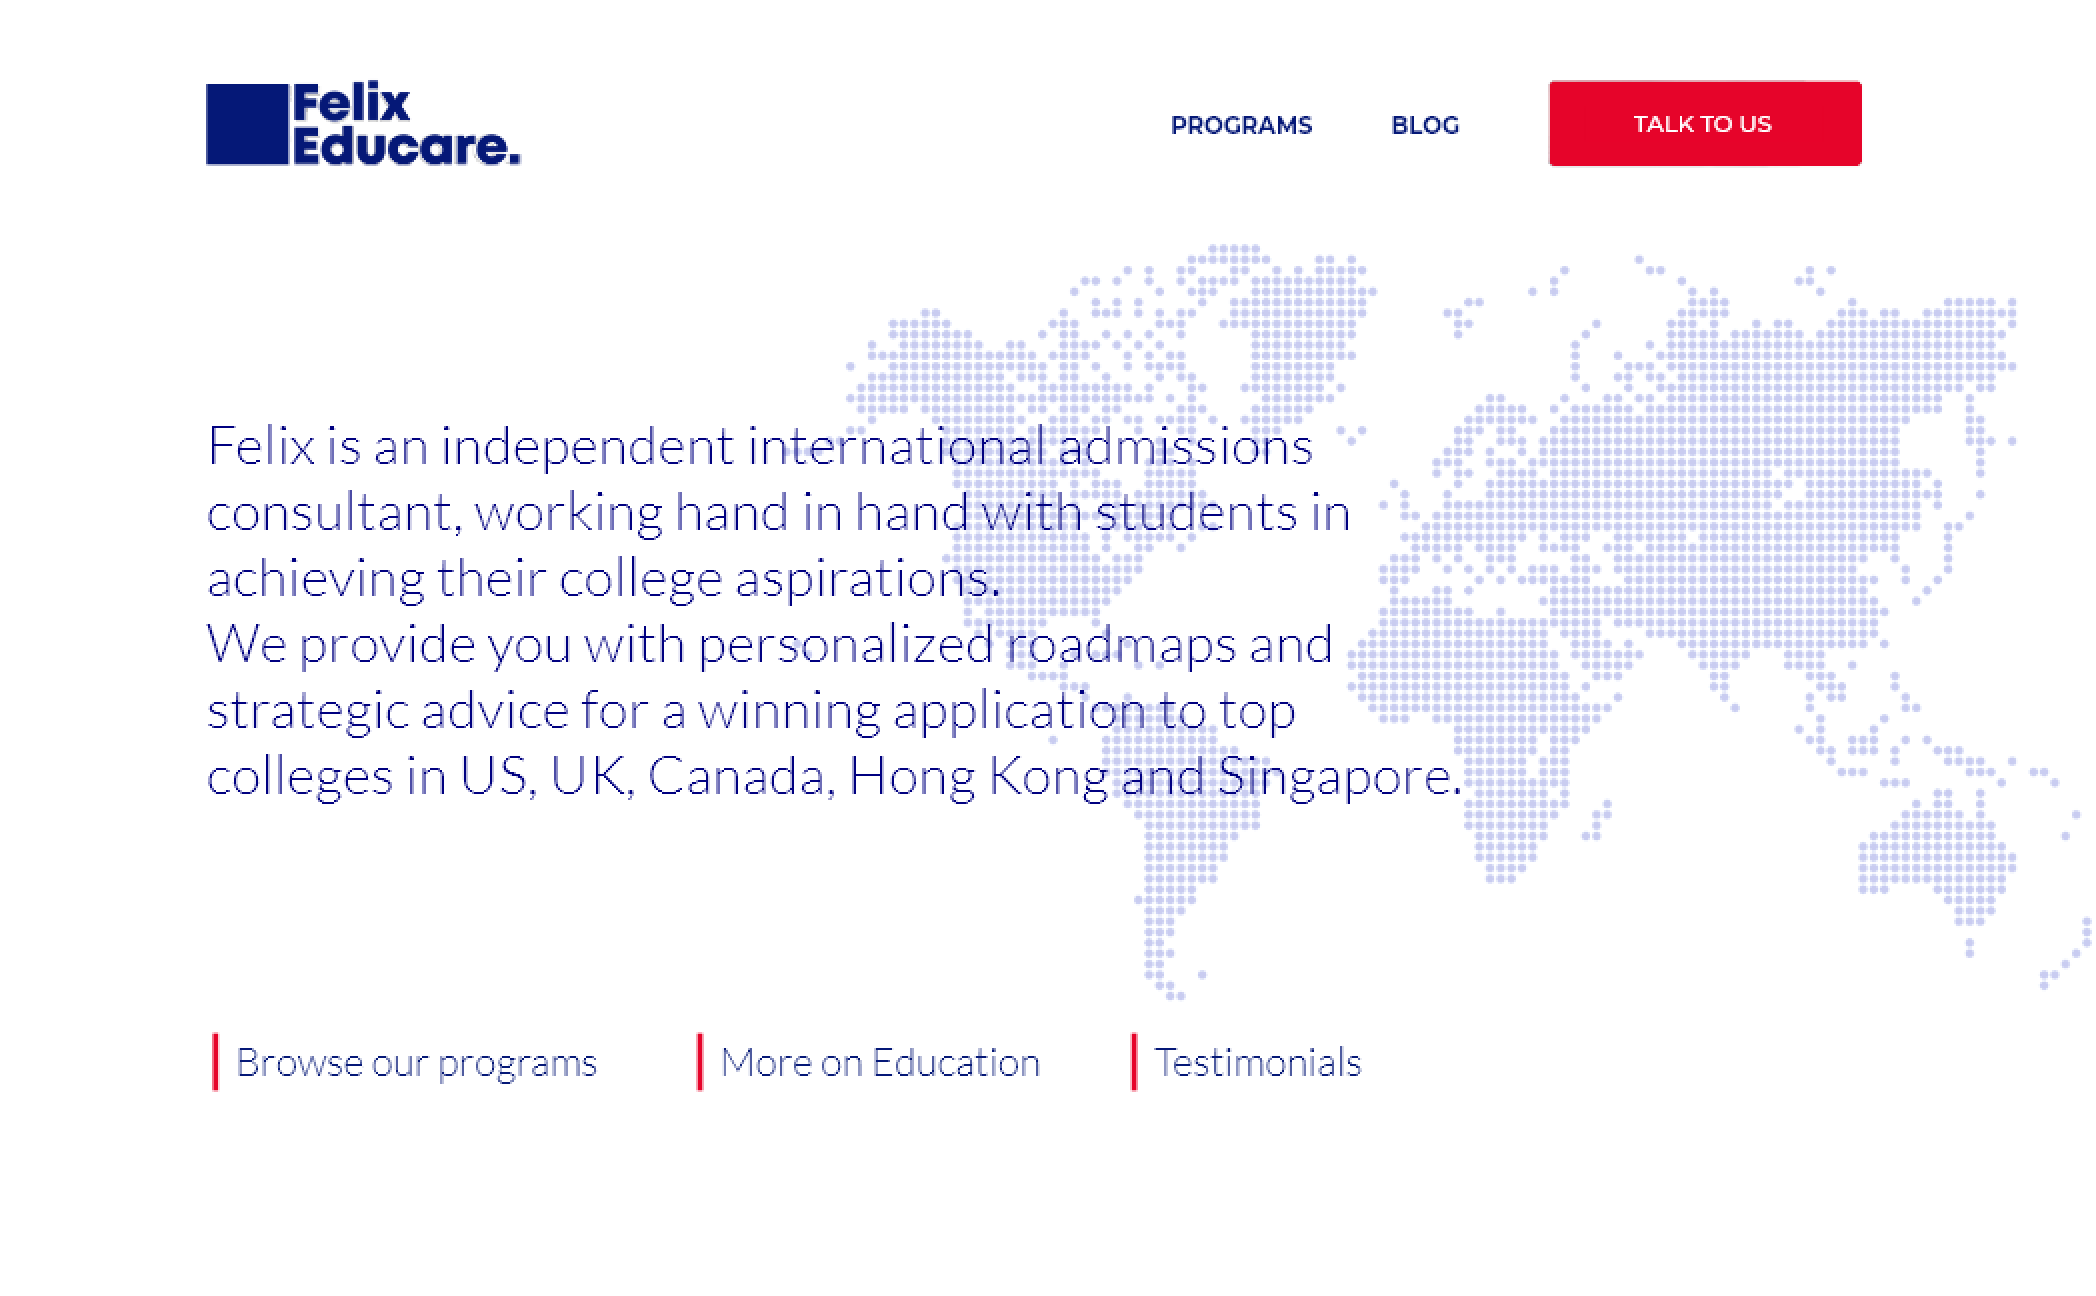 Felix
Educare.
PROGRAMS
BLOG
TALK TO US
Felix is an independent international admissions
consultant, working hand in hand with students in
achieving their college aspirations.
We provide you with personalized roadmaps and
strategic advice for a winning application to top
colleges in US, UK, Canada, Hong Kong and Singapore.
Browse our programs
More on Education
Testimonials